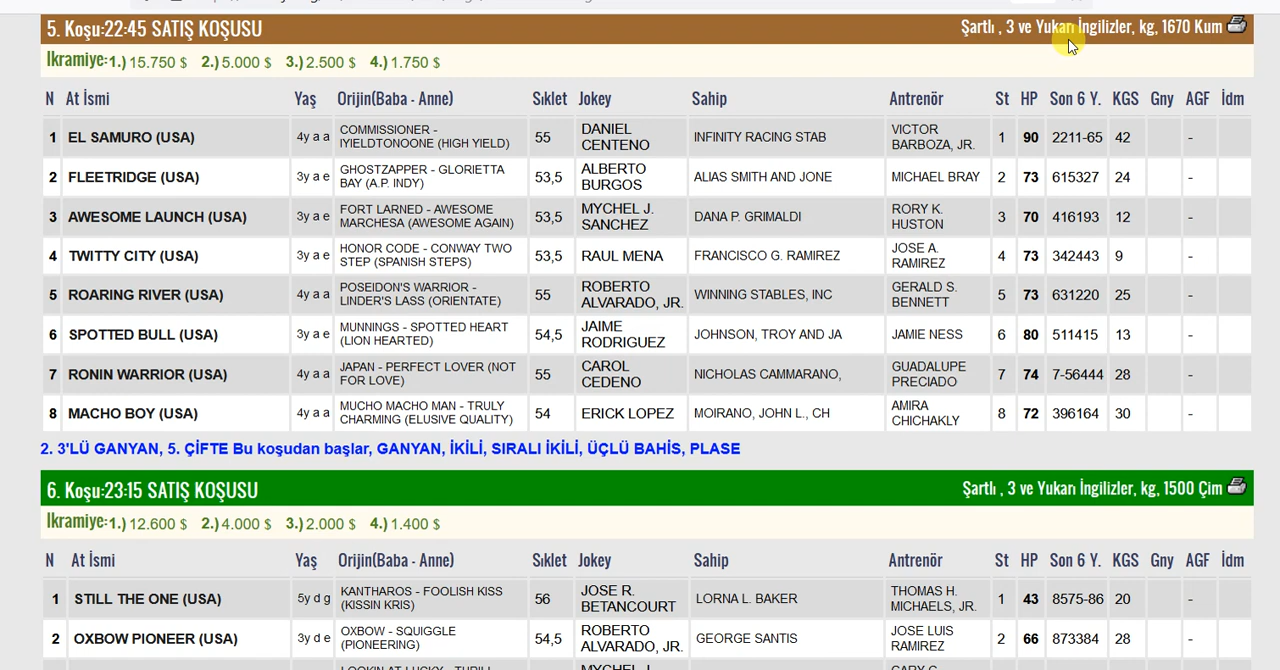 5. Koşu:22:45 SATIŞ KOŞUSU Şartlı , 3 ve Yukarı İngilizler, kg, 1670 Kum
İkramiye:1.) 15.750 $ 2.)5.000 $ 3.)2.500 $ 4.)1.750 $
N At İsmi Yaş Orijin(Baba - Anne) Sıklet Jokey Sahip Antrenör St HP Son 6 Y. KGS Gny AGF İdm
1 EL SAMURO (USA) 4y a a COMMISSIONER - IYIELDTONOONE (HIGH YIELD) 55 DANIEL CENTENO INFINITY RACING STAB VICTOR BARBOZA, JR. 1 90 2211-65 42 -
2 FLEETRIDGE (USA) 3y a e GHOSTZAPPER - GLORIETTA BAY (A.P. INDY) 53,5 ALBERTO BURGOS ALIAS SMITH AND JONE MICHAEL BRAY 2 73 615327 24 -
3 AWESOME LAUNCH (USA) 3y a e FORT LARNED - AWESOME MARCHESA (AWESOME AGAIN) 53,5 MYCHEL J. SANCHEZ DANA P. GRIMALDI RORY K. HUSTON 3 70 416193 12 -
4 TWITTY CITY (USA) 3y a e HONOR CODE - CONWAY TWO STEP (SPANISH STEPS) 53,5 RAUL MENA FRANCISCO G. RAMIREZ JOSE A. RAMIREZ 4 73 342443 9 -
5 ROARING RIVER (USA) 4y a a POSEIDON'S WARRIOR - LINDER'S LASS (ORIENTATE) 55 ROBERTO ALVARADO, JR. WINNING STABLES, INC GERALD S. BENNETT 5 73 631220 25 -
6 SPOTTED BULL (USA) 3y a e MUNNINGS - SPOTTED HEART (LION HEARTED) 54,5 JAIME RODRIGUEZ JOHNSON, TROY AND JA JAMIE NESS 6 80 511415 13 -
7 RONIN WARRIOR (USA) 4y a a JAPAN - PERFECT LOVER (NOT FOR LOVE) 55 CAROL CEDENO NICHOLAS CAMMARANO, GUADALUPE PRECIADO 7 74 7-56444 28 -
8 MACHO BOY (USA) 4y a a MUCHO MACHO MAN - TRULY CHARMING (ELUSIVE QUALITY) 54 ERICK LOPEZ MOIRANO, JOHN L., CH AMIRA CHICHAKLY 8 72 396164 30 -
2. 3'LÜ GANYAN, 5. ÇİFTE Bu koşudan başlar, GANYAN, İKİLİ, SIRALI İKİLİ, ÜÇLÜ BAHİS, PLASE
6. Koşu:23:15 SATIŞ KOŞUSU Şartlı , 3 ve Yukarı İngilizler, kg, 1500 Çim
İkramiye:1.) 12.600 $ 2.)4.000 $ 3.)2.000 $ 4.)1.400 $
N At İsmi Yaş Orijin(Baba - Anne) Sıklet Jokey Sahip Antrenör St HP Son 6 Y. KGS Gny AGF İdm
1 STILL THE ONE (USA) 5y d g KANTHAROS - FOOLISH KISS (KISSIN KRIS) 56 JOSE R. BETANCOURT LORNA L. BAKER THOMAS H. MICHAELS, JR. 1 43 8575-86 20 -
2 OXBOW PIONEER (USA) 3y d e OXBOW - SQUIGGLE (PIONEERING) 54,5 ROBERTO ALVARADO, JR. GEORGE SANTIS JOSE LUIS RAMIREZ 2 66 873384 28 -